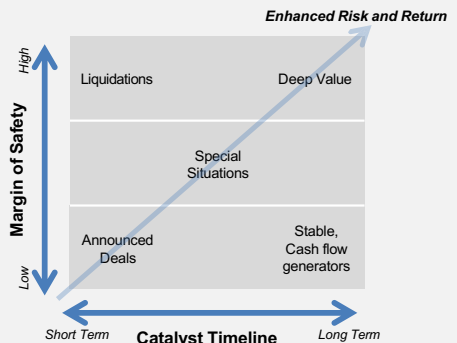 Enhanced Risk and Return
High
Liquidations
Deep Value
Margin of Safety
Special
Situations
Announced
Deals
Stable,
Cash flow
generators
Low
Short Term
Catalyst Timeline
Long Term